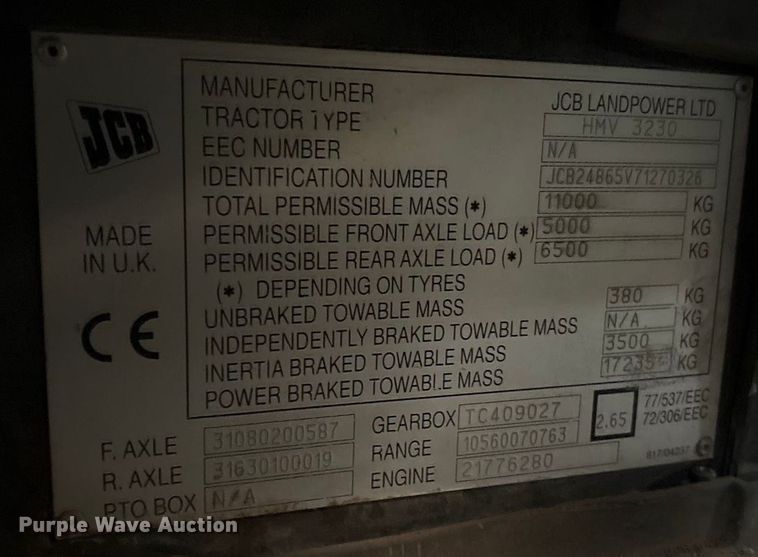 JCB
MADE
IN U.K.
CE
MANUFACTURER JCB LANDPOWER LTD
TRACTOR TYPE HMV 3230
EEC NUMBER N/A
IDENTIFICATION NUMBER JCB24865V71270326
TOTAL PERMISSIBLE MASS (*) 11000 KG
PERMISSIBLE FRONT AXLE LOAD (*) 5000 KG
PERMISSIBLE REAR AXLE LOAD (*) 6500 KG
(*) DEPENDING ON TYRES
UNBRAKED TOWABLE MASS 380 KG
INDEPENDENTLY BRAKED TOWABLE MASS N/A KG
INERTIA BRAKED TOWABLE MASS 3500 KG
POWER BRAKED TOWABLE MASS KG
F. AXLE 31080200587
R. AXLE 31630100019
PTO BOX N/A
GEARBOX TC409027
RANGE 10560070763
ENGINE 21776280
2.65
77/537/EEC
72/306/EEC
817/04237
Purple Wave Auction